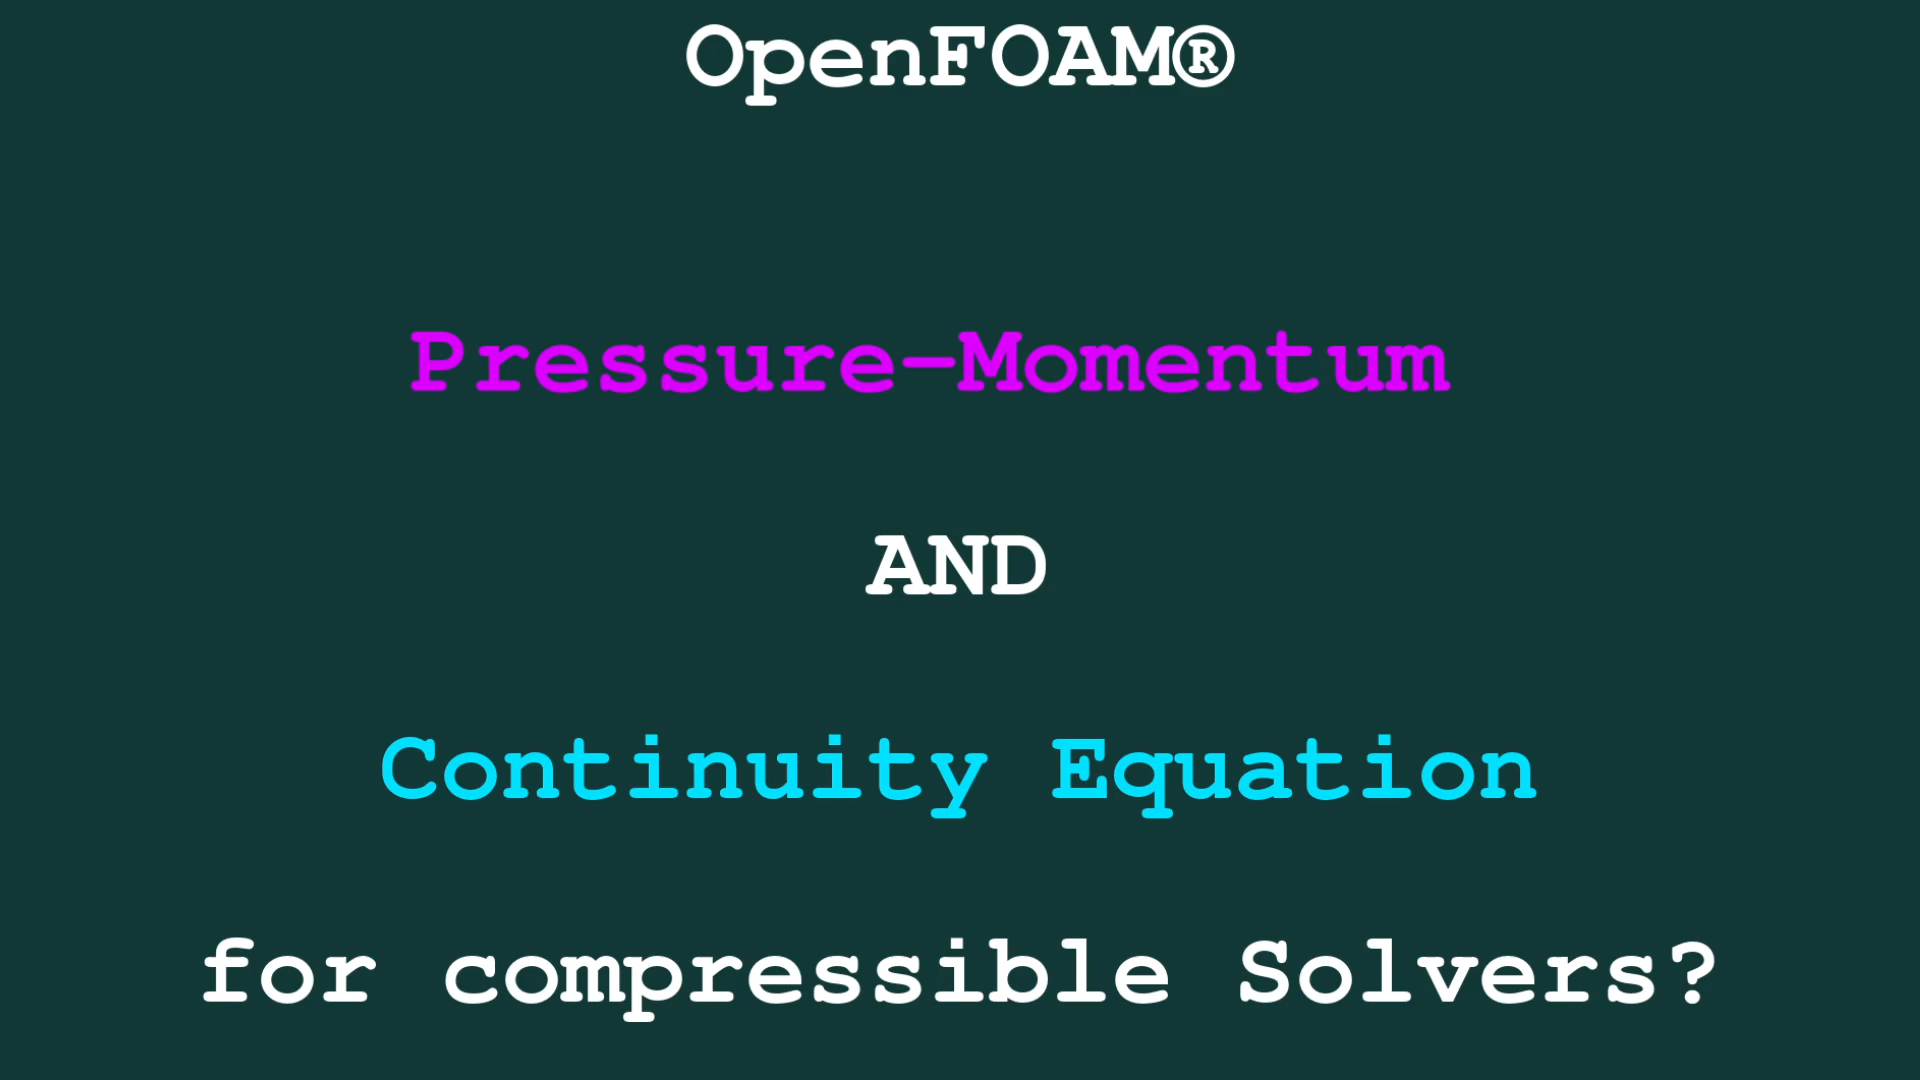 OpenFOAM®
Pressure-Momentum
AND
Continuity Equation
for compressible Solvers?